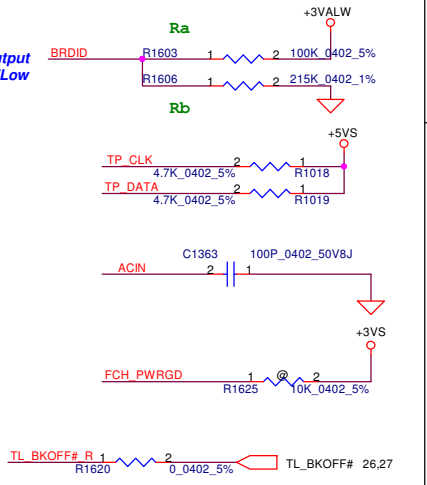 +3VALW
Ra
BRDID R1603 1 2 100K_0402_5%
R1606 1 2 215K_0402_1%
Rb
+5VS
TP_CLK 2 1
4.7K_0402_5% R1018
TP_DATA 2 1
4.7K_0402_5% R1019
C1363 100P_0402_50V8J
ACIN 2 1
+3VS
FCH_PWRGD 1 @ 2
R1625 10K_0402_5%
TL_BKOFF#_R 1 2
R1620 0_0402_5% TL_BKOFF# 26,27